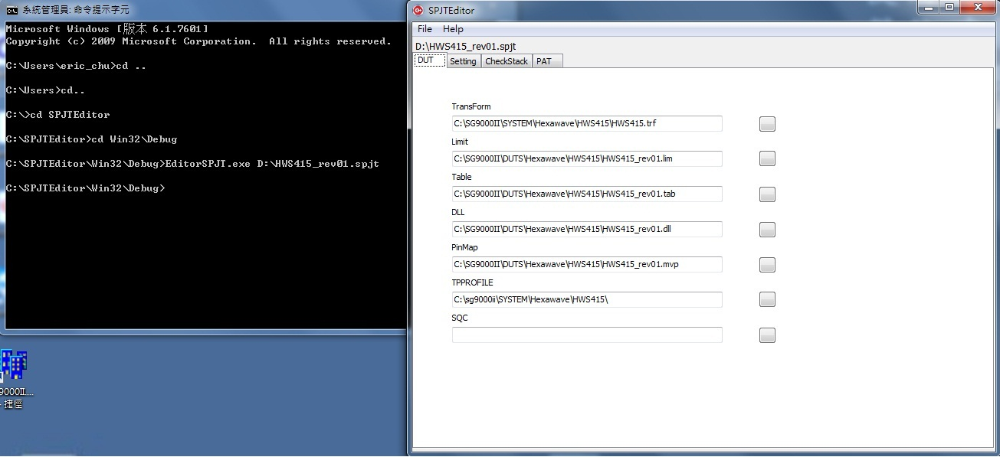 系統管理員: 命令提示字元
Microsoft Windows [版本 6.1.7601]
Copyright (c) 2009 Microsoft Corporation.  All rights reserved.
C:\Users\eric_chu>cd ..
C:\Users>cd..
C:\>cd SPJTEditor
C:\SPJTEditor>cd Win32\Debug
C:\SPJTEditor\Win32\Debug>EditorSPJT.exe D:\HWS415_rev01.spjt
C:\SPJTEditor\Win32\Debug>
9000II....
- 捷徑
SPJTEditor
File Help
D:\HWS415_rev01.spjt
DUT Setting CheckStack PAT
TransForm
C:\SG9000II\SYSTEM\Hexawave\HWS415\HWS415.trf
Limit
C:\SG9000II\DUTS\Hexawave\HWS415\HWS415_rev01.lim
Table
C:\SG9000II\DUTS\Hexawave\HWS415\HWS415_rev01.tab
DLL
C:\SG9000II\DUTS\Hexawave\HWS415\HWS415_rev01.dll
PinMap
C:\SG9000II\DUTS\Hexawave\HWS415\HWS415_rev01.mvp
TPPROFILE
C:\sg9000ii\SYSTEM\Hexawave\HWS415\
SQC